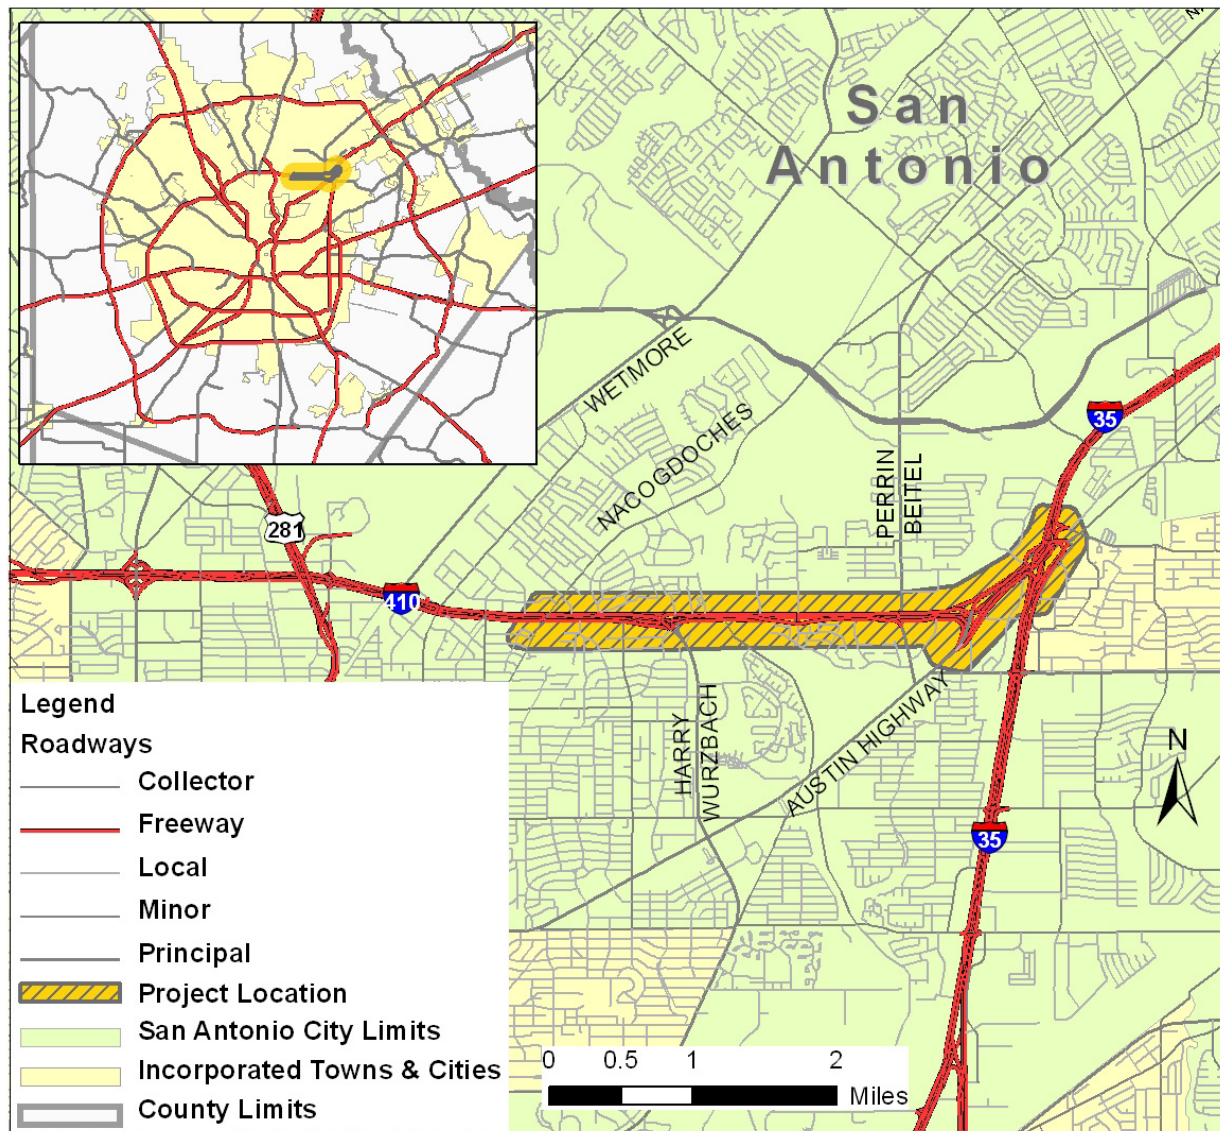 San
Antonio
WETMORE
NACOGDOCHES
PERRIN
BEITEL
35
281
410
HARRY
WURZBACH
AUSTIN HIGHWAY
N
35
Legend
Roadways
Collector
Freeway
Local
Minor
Principal
Project Location
San Antonio City Limits
Incorporated Towns & Cities
County Limits
0 0.5 1 2
Miles